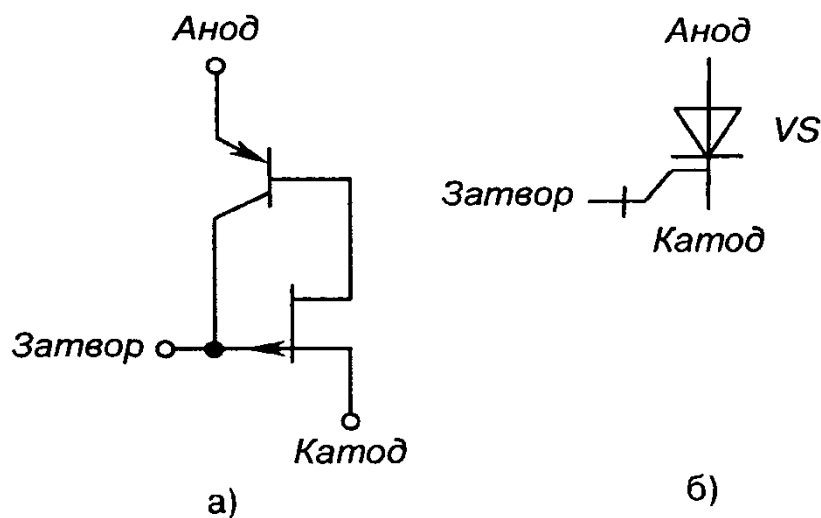 Анод
Затвор
Катод
а)
Анод
VS
Затвор
Катод
б)